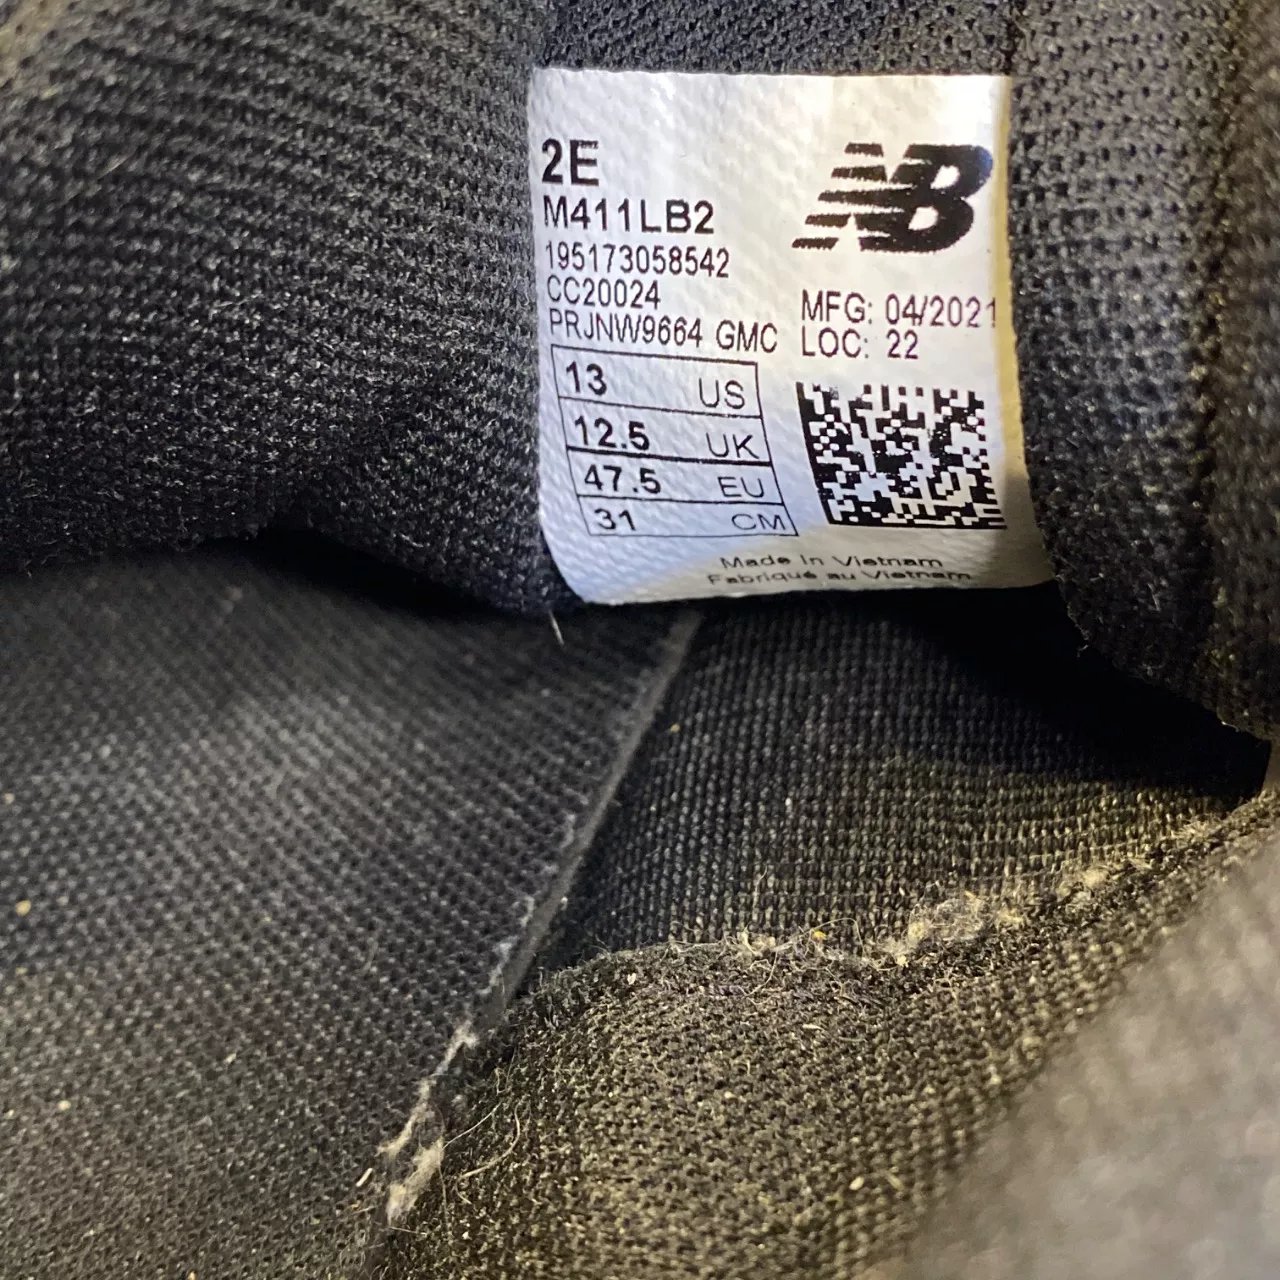 2E
M411LB2
195173058542
CC20024
PRJNW9664 GMC
NB
MFG: 04/2021
LOC: 22
13 US
12.5 UK
47.5 EU
31 CM
Made in Vietnam
Fabriqué au Vietnam